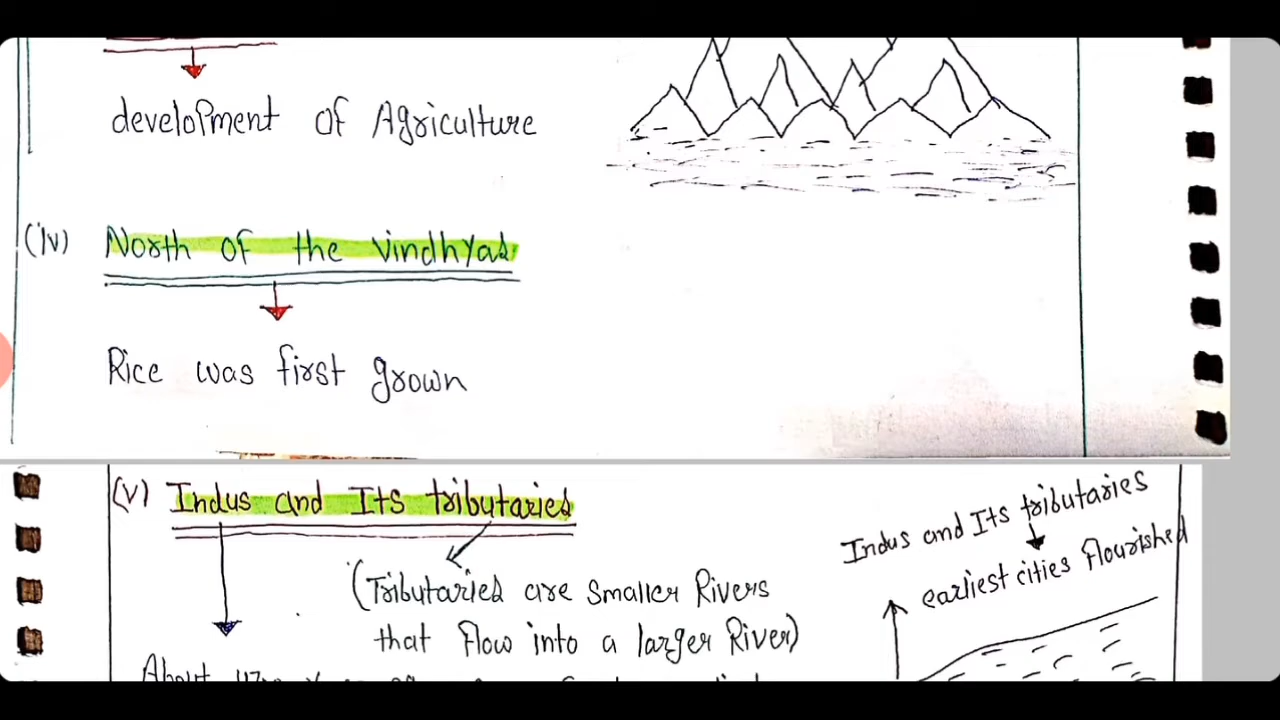 development of Agriculture
(iv) North of the vindhyas
Rice was first grown
(v) Indus and Its tributaries
(Tributaries are smaller Rivers
that flow into a larger River)
Indus and Its tributaries
earliest cities flourished
About